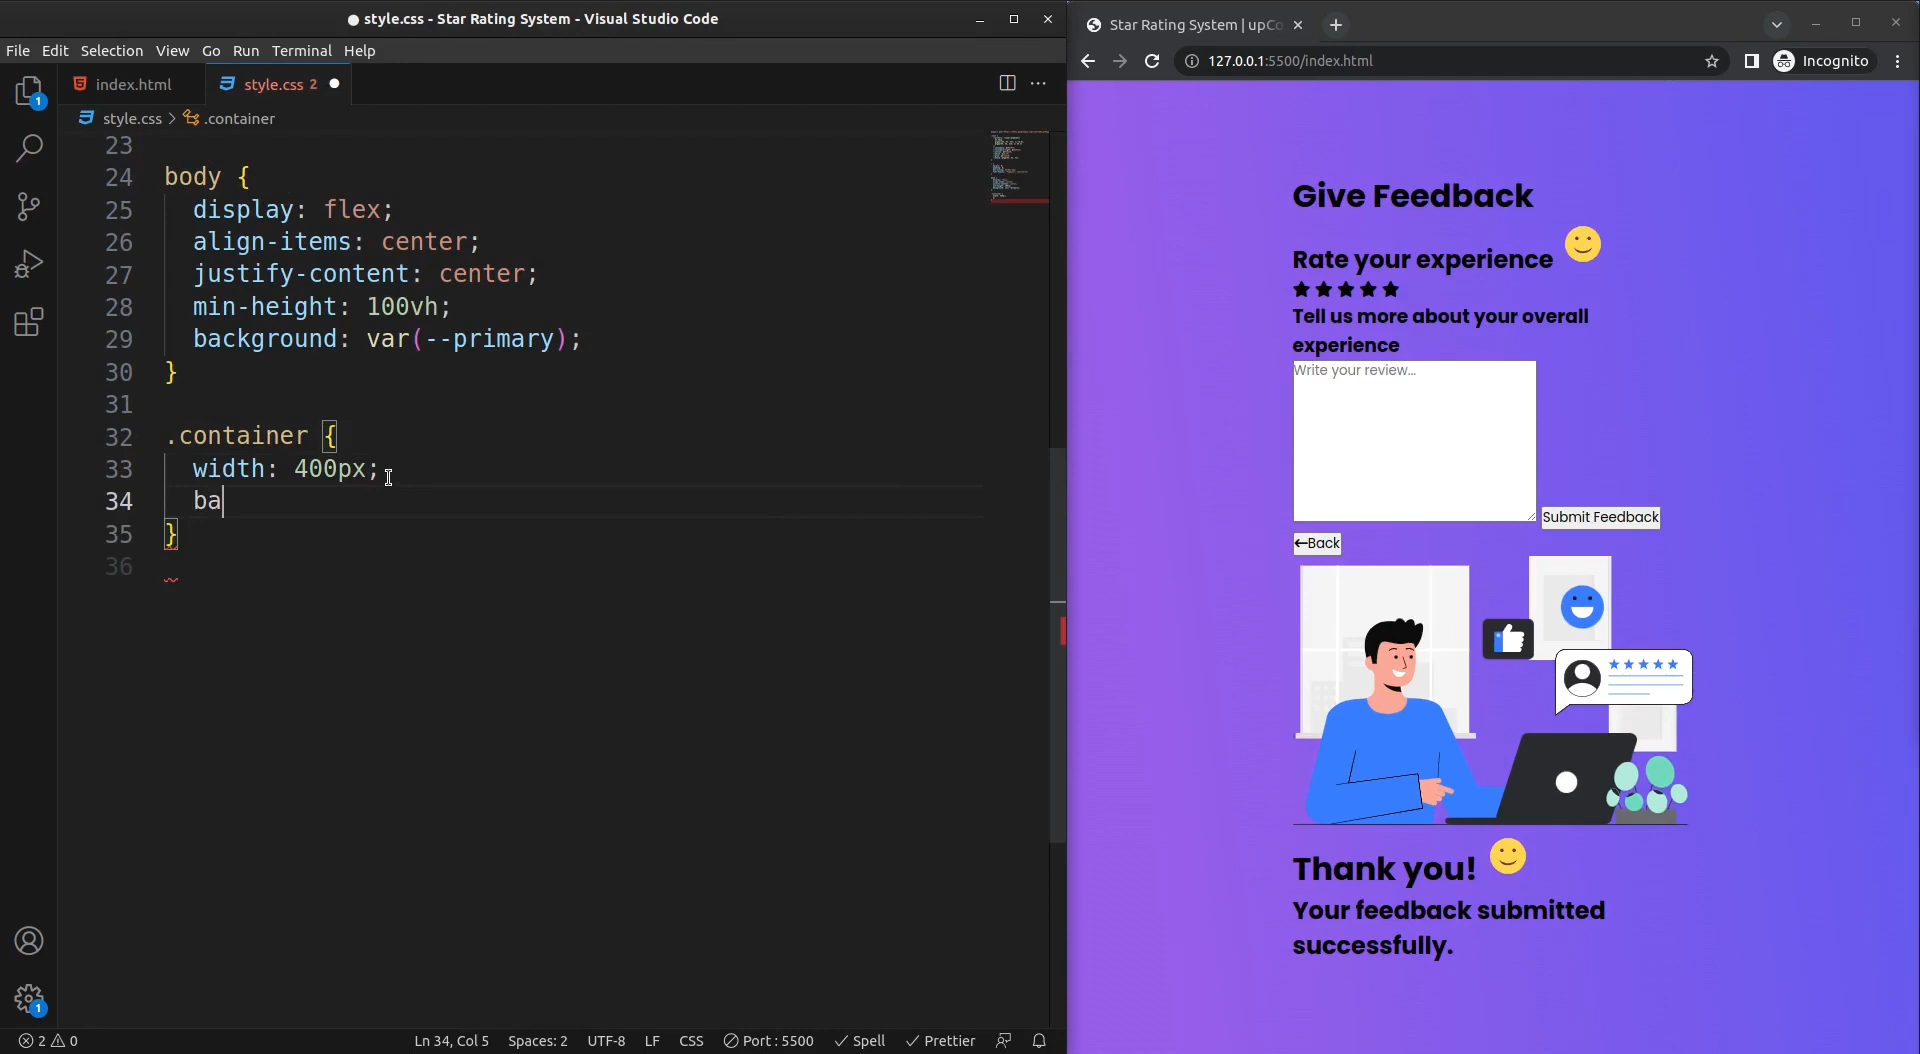 style.css - Star Rating System - Visual Studio Code
File Edit Selection View Go Run Terminal Help
index.html
style.css 2
style.css > .container
23
24 body {
25 display: flex;
26 align-items: center;
27 justify-content: center;
28 min-height: 100vh;
29 background: var(--primary);
30 }
31
32 .container {
33 width: 400px;
34 ba
35 }
36
1
1
2 0
Ln 34, Col 5 Spaces: 2 UTF-8 LF CSS Port : 5500 Spell Prettier
Star Rating System | upCo
127.0.0.1:5500/index.html
Incognito
Give Feedback
Rate your experience
Tell us more about your overall
experience
Write your review...
Submit Feedback
←Back
Thank you!
Your feedback submitted
successfully.